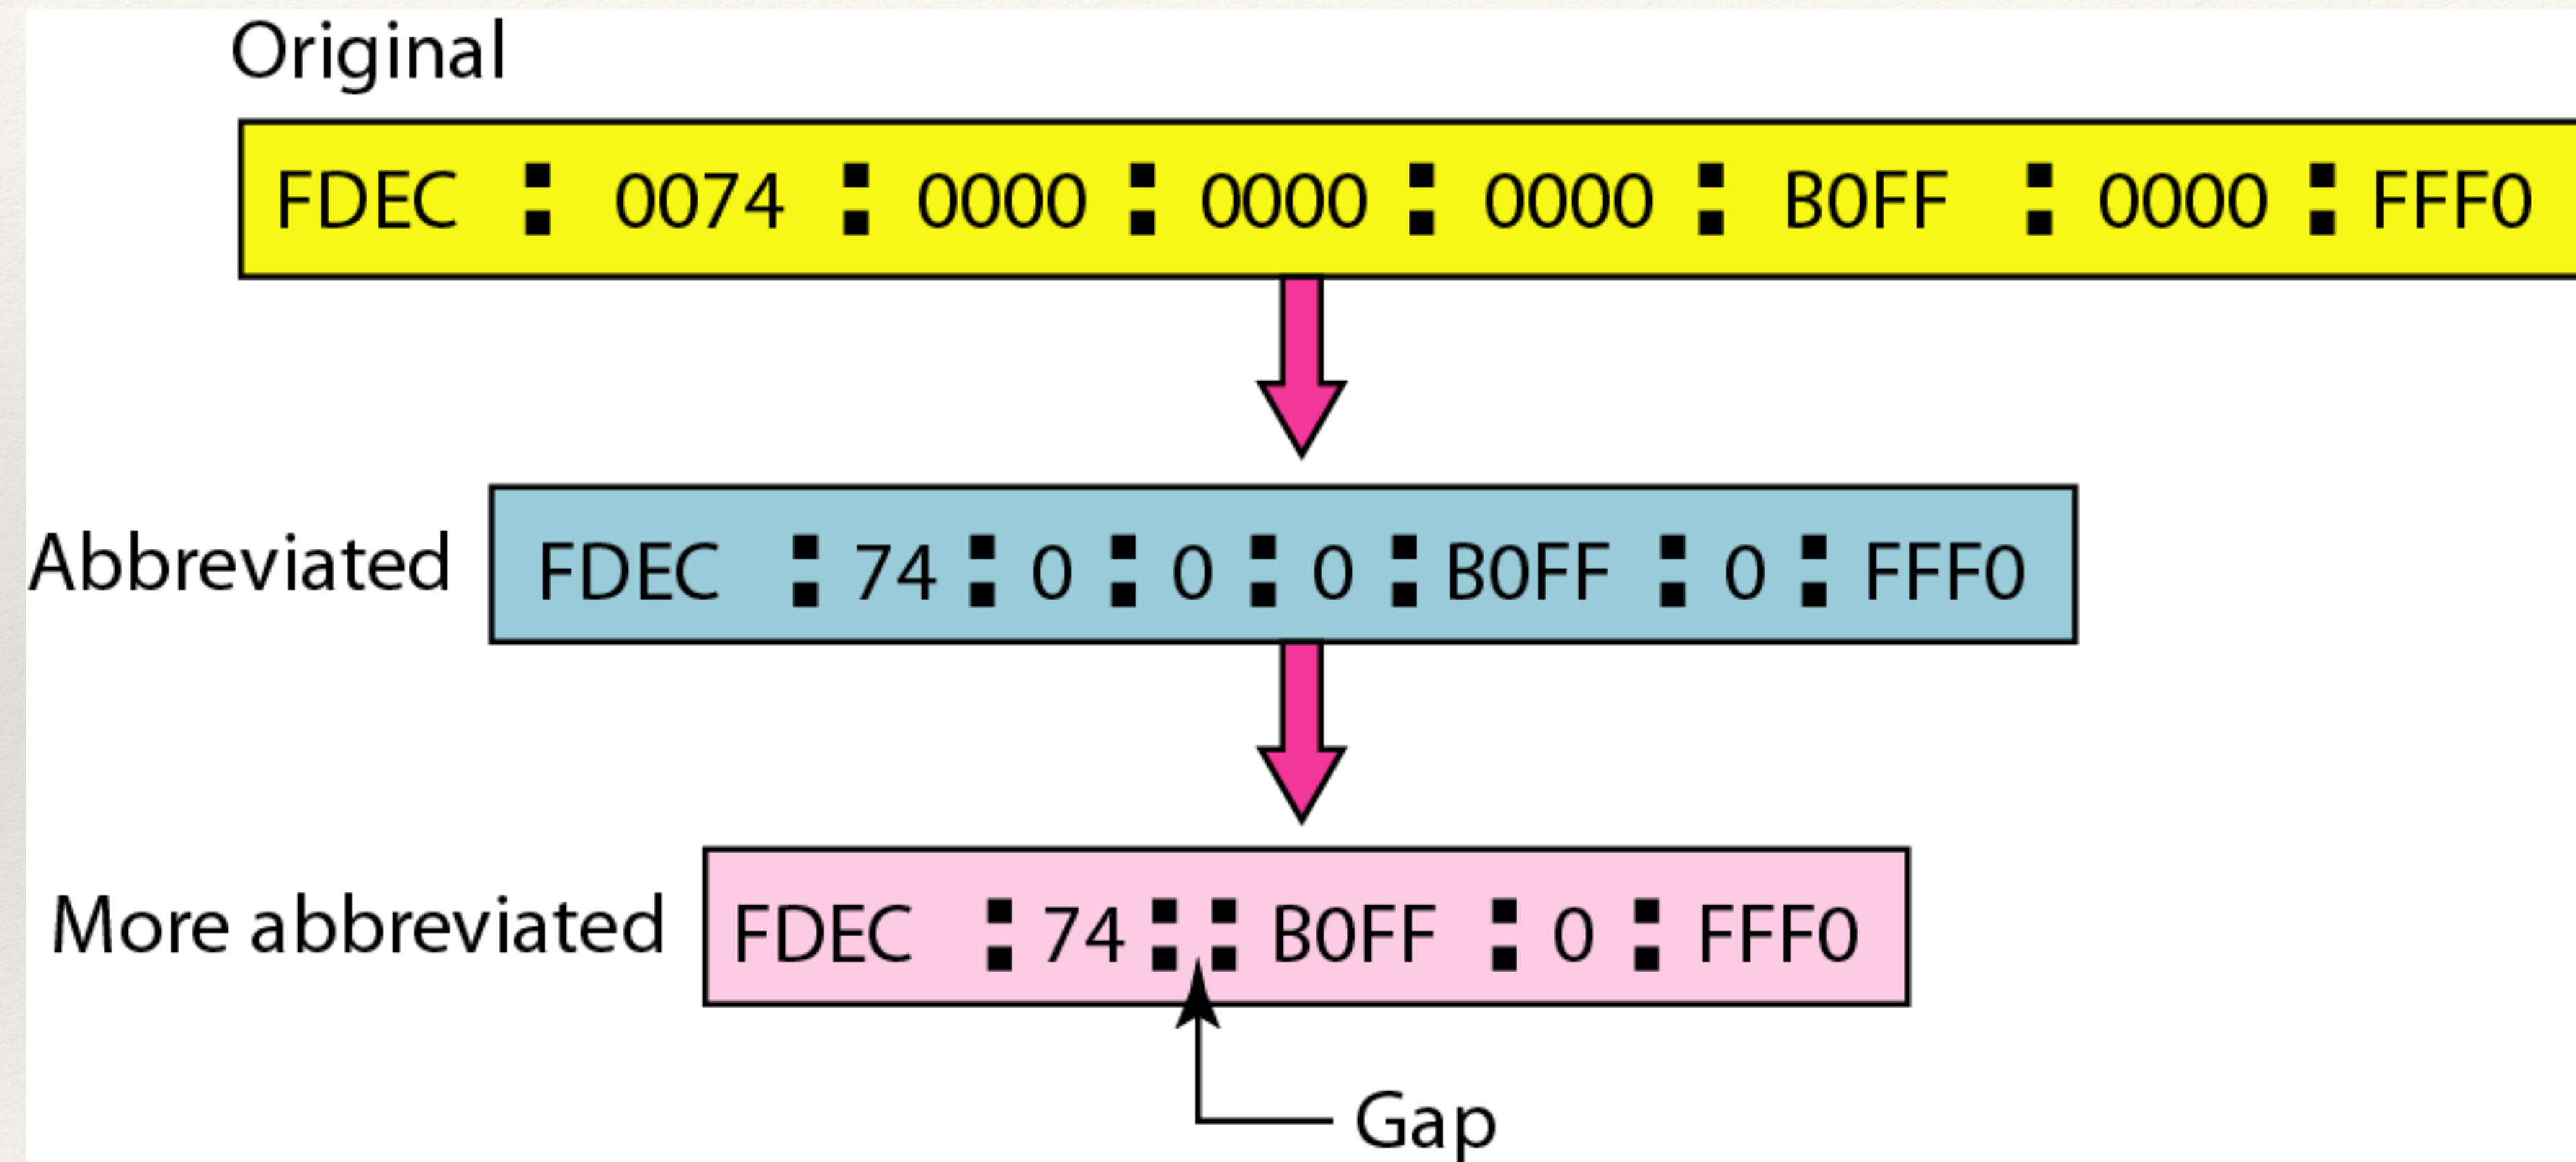 Original
FDEC : 0074 : 0000 : 0000 : 0000 : B0FF : 0000 : FFF0
Abbreviated
FDEC : 74 : 0 : 0 : 0 : B0FF : 0 : FFF0
More abbreviated
FDEC : 74 : : B0FF : 0 : FFF0
Gap